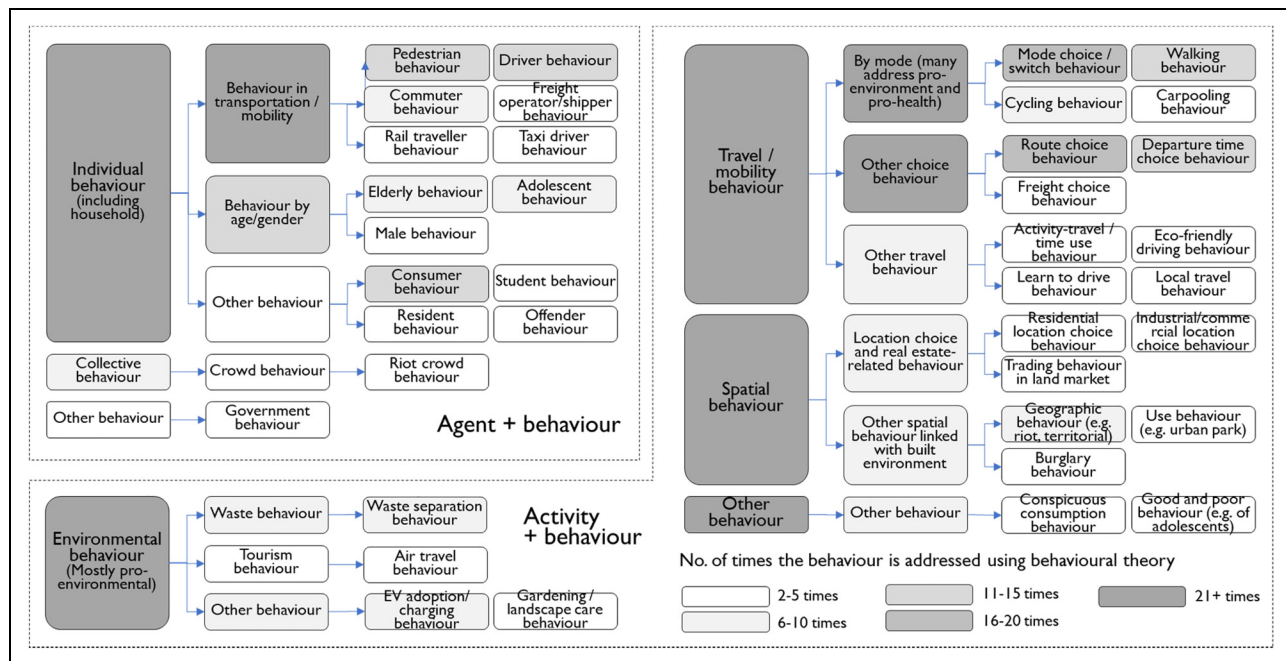 Individual
behaviour
(including
household)
Behaviour in
transportation /
mobility
Pedestrian
behaviour
Driver behaviour
Commuter
behaviour
Freight
operator/shipper
behaviour
Rail traveller
behaviour
Taxi driver
behaviour
Behaviour by
age/gender
Elderly behaviour
Adolescent
behaviour
Male behaviour
Other behaviour
Consumer
behaviour
Student behaviour
Resident
behaviour
Offender
behaviour
Collective
behaviour
Crowd behaviour
Riot crowd
behaviour
Other behaviour
Government
behaviour
Agent + behaviour
Environmental
behaviour
(Mostly pro-
environmental)
Waste behaviour
Waste separation
behaviour
Tourism
behaviour
Air travel
behaviour
Other behaviour
EV adoption/
charging
behaviour
Gardening /
landscape care
behaviour
Activity
+ behaviour
Travel /
mobility
behaviour
By mode (many
address pro-
environment and
pro-health)
Mode choice /
switch behaviour
Walking
behaviour
Cycling behaviour
Carpooling
behaviour
Other choice
behaviour
Route choice
behaviour
Departure time
choice behaviour
Freight choice
behaviour
Other travel
behaviour
Activity-travel /
time use
behaviour
Eco-friendly
driving behaviour
Learn to drive
behaviour
Local travel
behaviour
Spatial
behaviour
Location choice
and real estate-
related behaviour
Residential
location choice
behaviour
Industrial/comme
rcial location
choice behaviour
Trading behaviour
in land market
Other spatial
behaviour linked
with built
environment
Geographic
behaviour (e.g.
riot, territorial)
Use behaviour
(e.g. urban park)
Burglary
behaviour
Other
behaviour
Other behaviour
Conspicuous
consumption
behaviour
Good and poor
behaviour (e.g. of
adolescents)
No. of times the behaviour is addressed using behavioural theory
2-5 times
6-10 times
11-15 times
16-20 times
21+ times